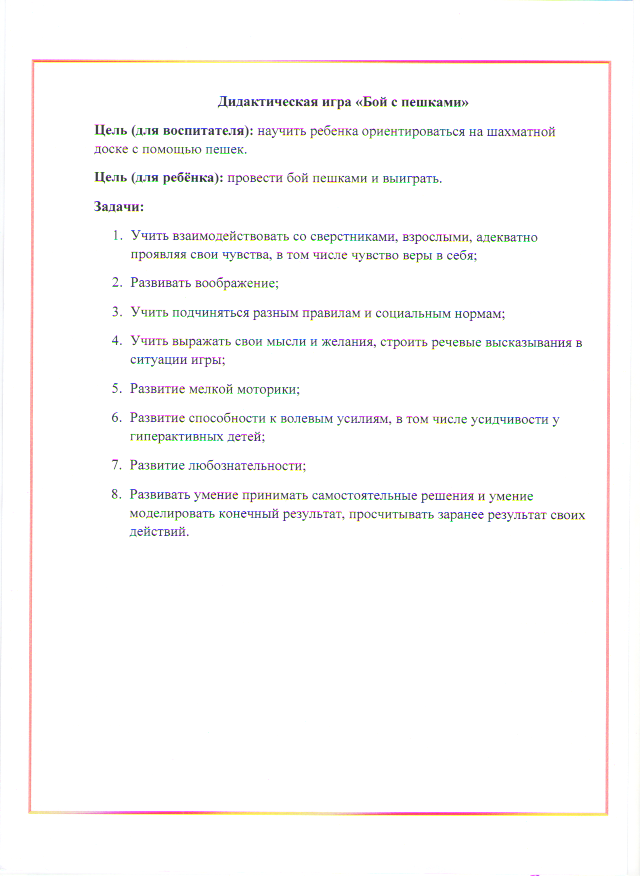 Дидактическая игра «Бой с пешками»
Цель (для воспитателя): научить ребенка ориентироваться на шахматной
доске с помощью пешек.
Цель (для ребёнка): провести бой пешками и выиграть.
Задачи:
1. Учить взаимодействовать со сверстниками, взрослыми, адекватно
проявляя свои чувства, в том числе чувство веры в себя;
2. Развивать воображение;
3. Учить подчиняться разным правилам и социальным нормам;
4. Учить выражать свои мысли и желания, строить речевые высказывания в
ситуации игры;
5. Развитие мелкой моторики;
6. Развитие способности к волевым усилиям, в том числе усидчивости у
гиперактивных детей;
7. Развитие любознательности;
8. Развивать умение принимать самостоятельные решения и умение
моделировать конечный результат, просчитывать заранее результат своих
действий.